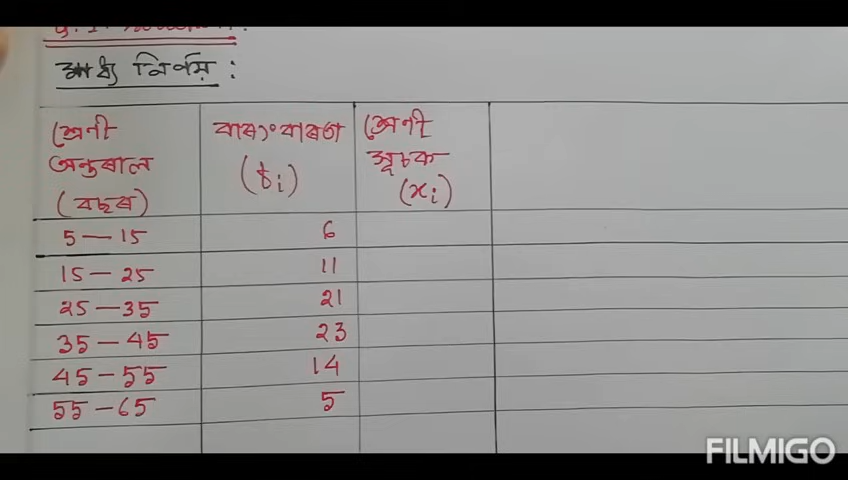 মাধ্য নিৰ্ণয় :
শ্ৰেণী অন্তৰাল (বছৰ) বাৰংবাৰতা (fi) শ্ৰেণী সূচক (xi)
5 — 15 6
15 — 25 11
25 — 35 21
35 — 45 23
45 — 55 14
55 — 65 5
FILMIGO